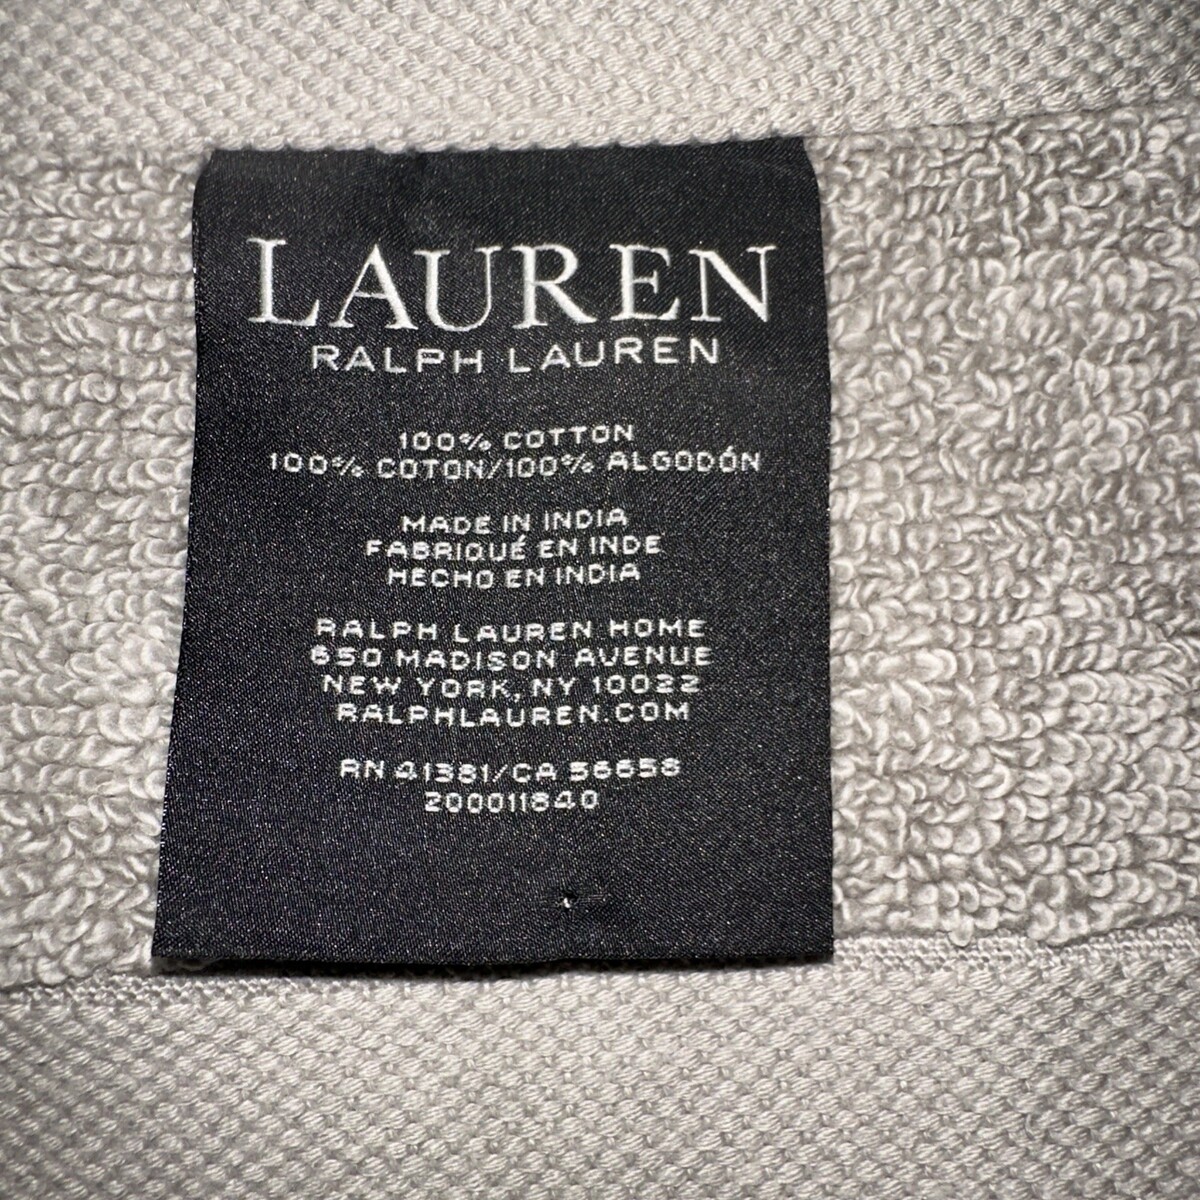 LAUREN
RALPH LAUREN
100% COTTON
100% COTON/100% ALGODÓN
MADE IN INDIA
FABRIQUÉ EN INDE
HECHO EN INDIA
RALPH LAUREN HOME
650 MADISON AVENUE
NEW YORK, NY 10022
RALPHLAUREN.COM
RN 41381/CA 56658
200011840